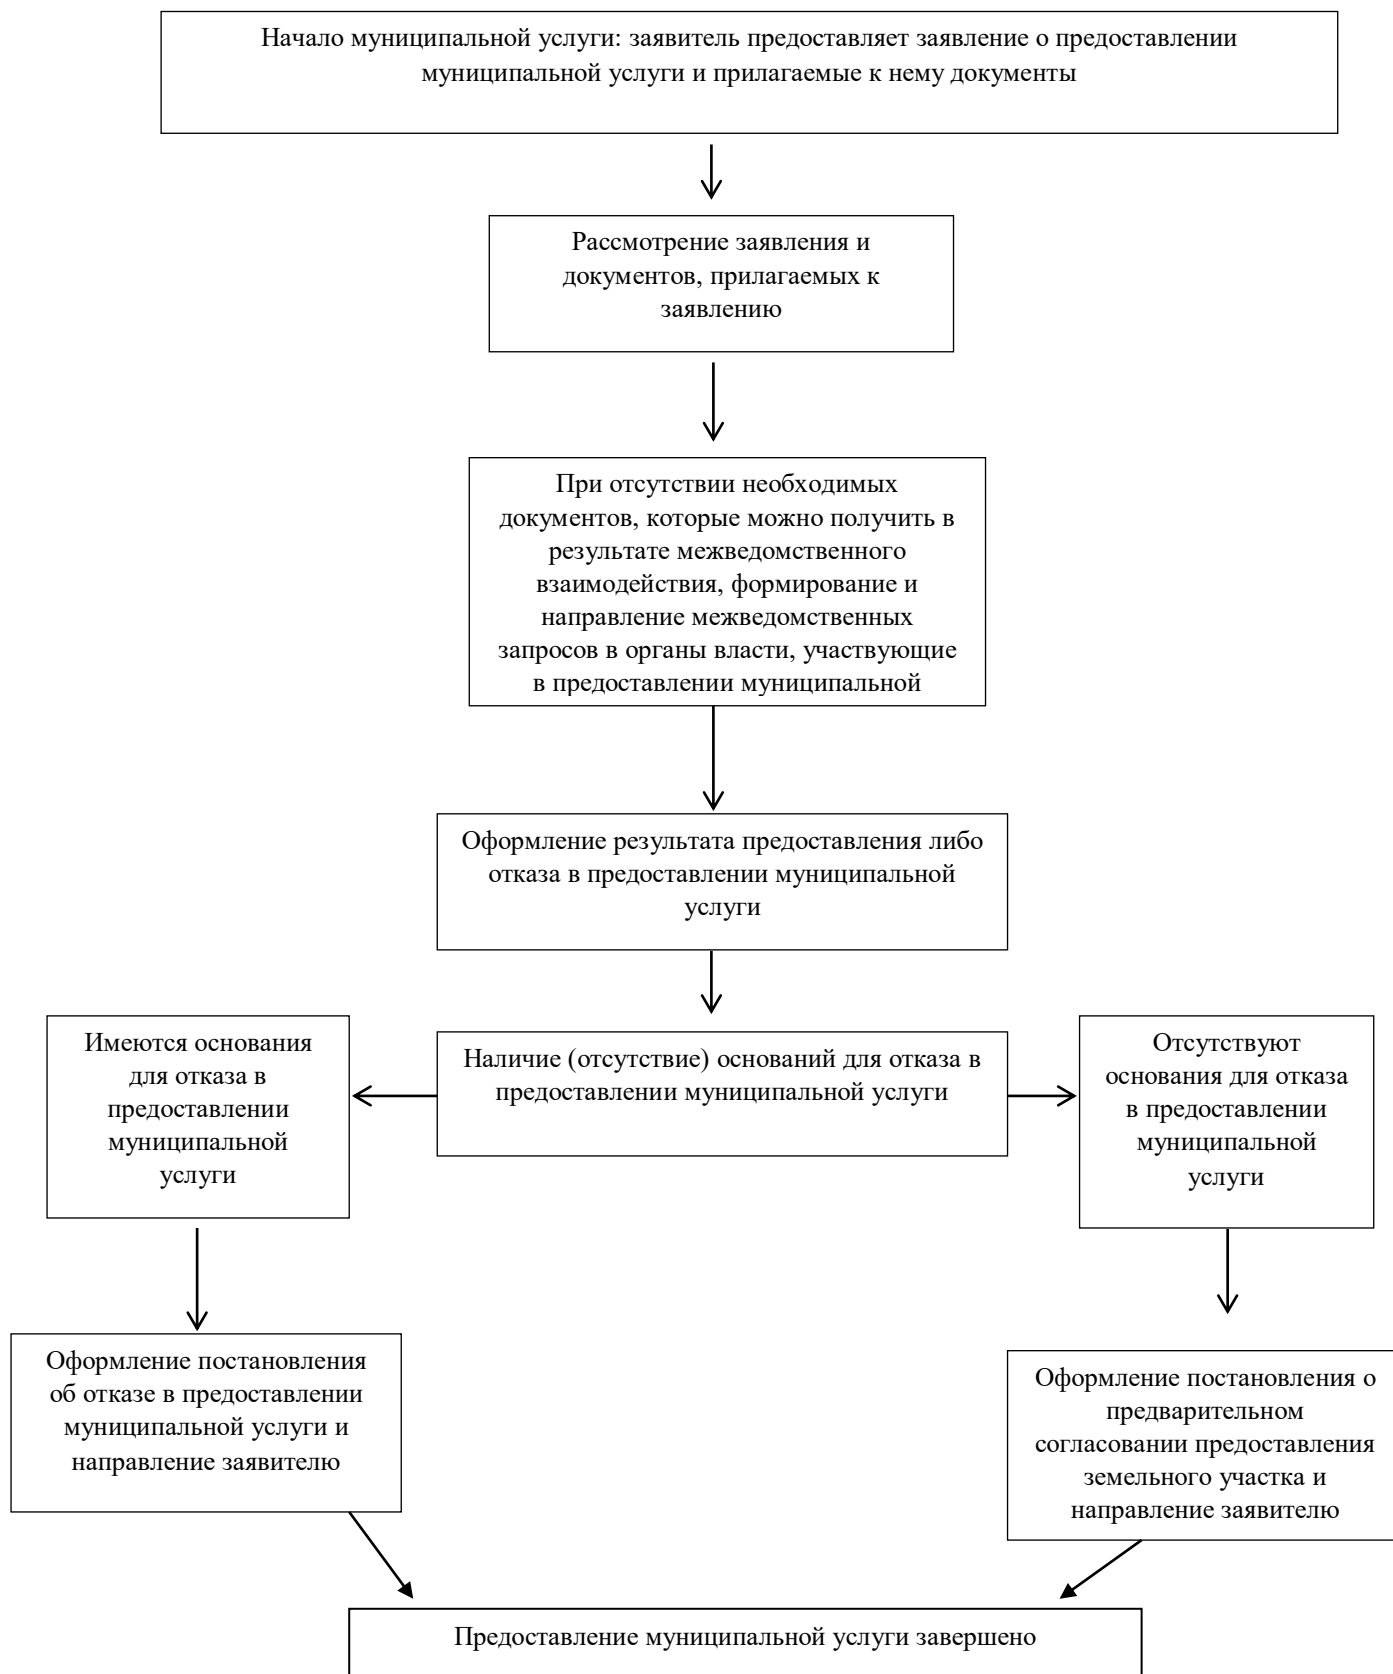 Начало муниципальной услуги: заявитель предоставляет заявление о предоставлении
муниципальной услуги и прилагаемые к нему документы
Рассмотрение заявления и
документов, прилагаемых к
заявлению
При отсутствии необходимых
документов, которые можно получить в
результате межведомственного
взаимодействия, формирование и
направление межведомственных
запросов в органы власти, участвующие
в предоставлении муниципальной
Оформление результата предоставления либо
отказа в предоставлении муниципальной
услуги
Имеются основания
для отказа в
предоставлении
муниципальной
услуги
Наличие (отсутствие) оснований для отказа в
предоставлении муниципальной услуги
Отсутствуют
основания для отказа
в предоставлении
муниципальной
услуги
Оформление постановления
об отказе в предоставлении
муниципальной услуги и
направление заявителю
Оформление постановления о
предварительном
согласовании предоставления
земельного участка и
направление заявителю
Предоставление муниципальной услуги завершено